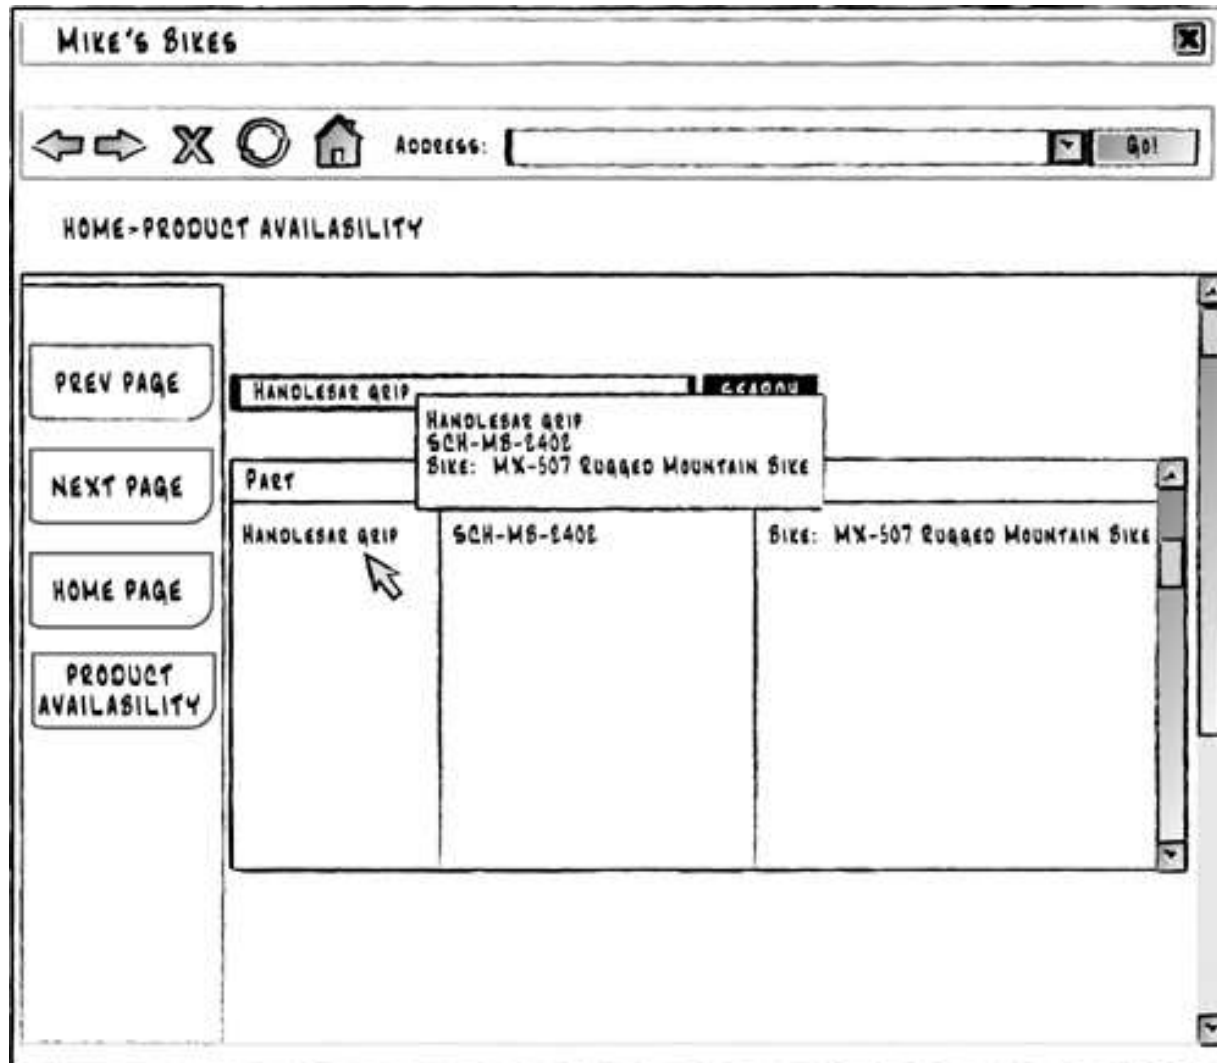 MIKE'S BIKES
ADDRESS:
GO!
HOME-PRODUCT AVAILABILITY
PREV PAGE
HANDLEBAR GRIP
SEARCH
HANDLEBAR GRIP
SCH-MB-2402
BIKE: MX-507 RUGGED MOUNTAIN BIKE
NEXT PAGE
PART
HANDLEBAR GRIP
SCH-MB-2402
BIKE: MX-507 RUGGED MOUNTAIN BIKE
HOME PAGE
PRODUCT
AVAILABILITY